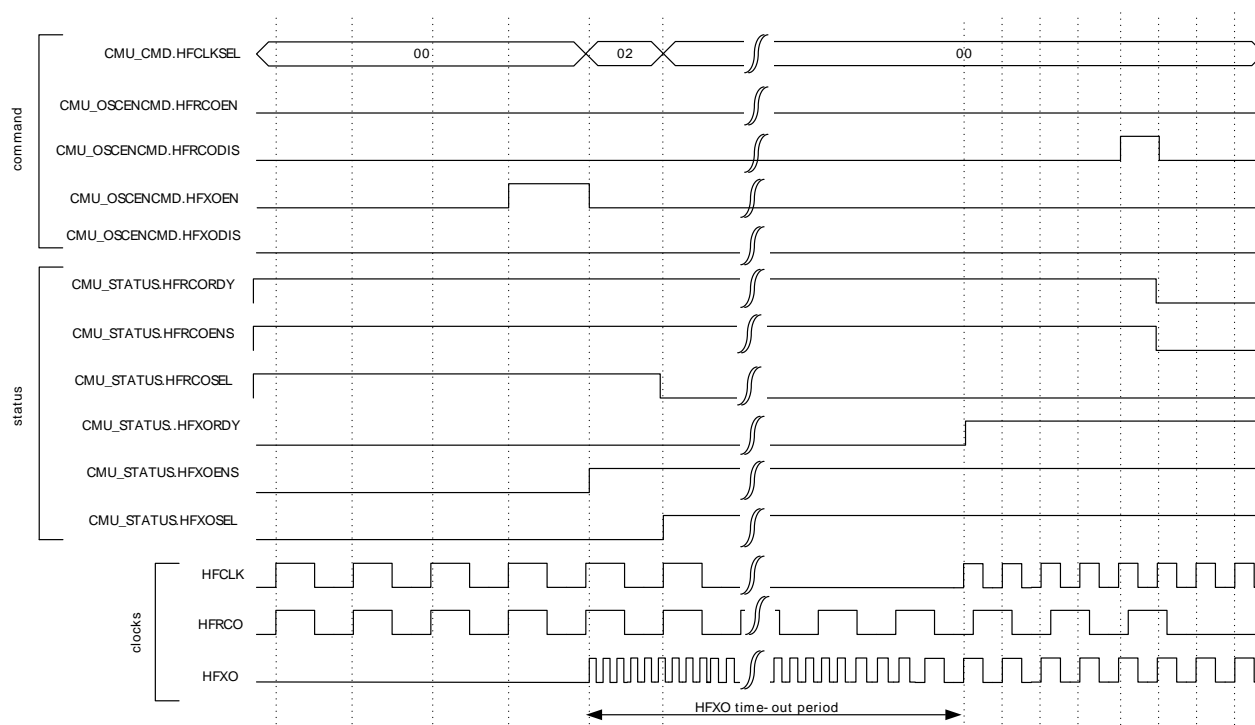 CMU_CMD.HFCLKSEL
00
02
00
CMU_OSCENCMD.HFRCOEN
command
CMU_OSCENCMD.HFRCODIS
CMU_OSCENCMD.HFXOEN
CMU_OSCENCMD.HFXODIS
CMU_STATUS.HFRCORDY
CMU_STATUS.HFRCOENS
CMU_STATUS.HFRCOSEL
status
CMU_STATUS..HFXORDY
CMU_STATUS.HFXOENS
CMU_STATUS.HFXOSEL
HFCLK
clocks
HFRCO
HFXO
HFXO time-out period